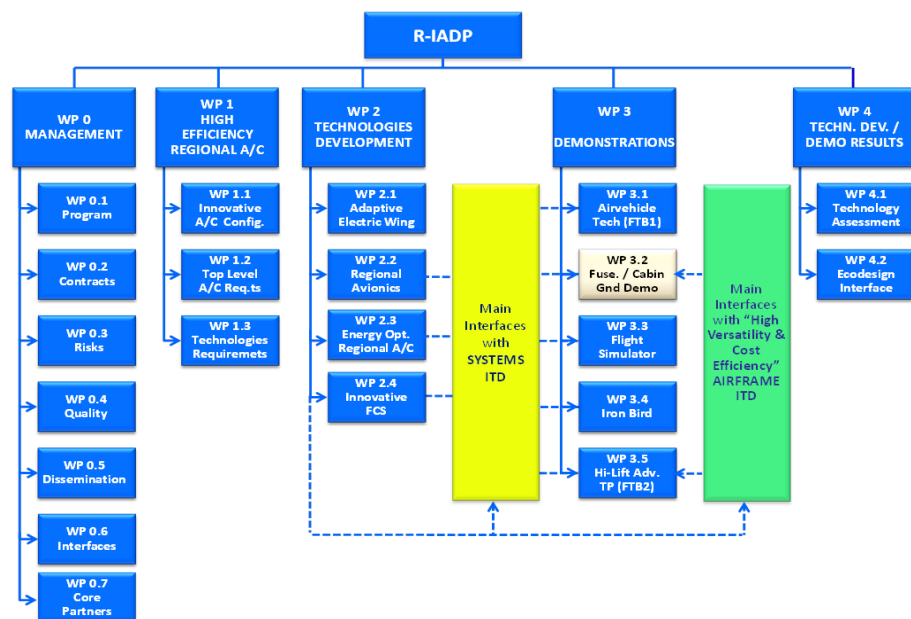 R-IADP
WP 0
MANAGEMENT
WP 1
HIGH
EFFICIENCY
REGIONAL A/C
WP 2
TECHNOLOGIES
DEVELOPMENT
WP 3
DEMONSTRATIONS
WP 4
TECHN. DEV. /
DEMO RESULTS
WP 0.1
Program
WP 0.2
Contracts
WP 0.3
Risks
WP 0.4
Quality
WP 0.5
Dissemination
WP 0.6
Interfaces
WP 0.7
Core
Partners
WP 1.1
Innovative
A/C Config.
WP 1.2
Top Level
A/C Req.ts
WP 1.3
Technologies
Requiremets
WP 2.1
Adaptive
Electric Wing
WP 2.2
Regional
Avionics
WP 2.3
Energy Opt.
Regional A/C
WP 2.4
Innovative
FCS
Main
Interfaces
with
SYSTEMS
ITD
WP 3.1
Airvehicle
Tech (FTB1)
WP 3.2
Fuse. / Cabin
Gnd Demo
WP 3.3
Flight
Simulator
WP 3.4
Iron Bird
WP 3.5
Hi-Lift Adv.
TP (FTB2)
Main
Interfaces
with “High
Versatility &
Cost
Efficiency”
AIRFRAME
ITD
WP 4.1
Technology
Assessment
WP 4.2
Ecodesign
Interface